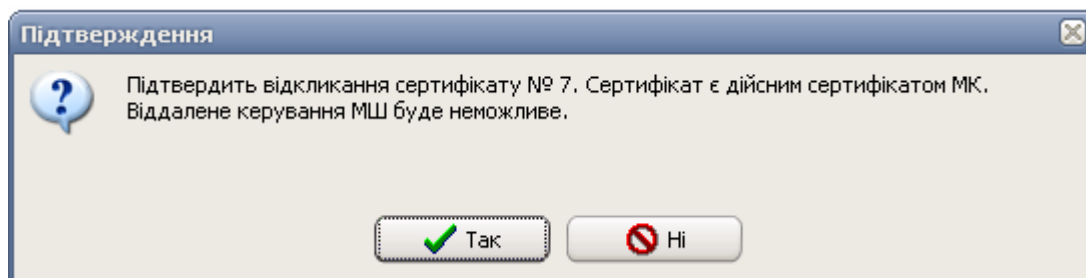 Підтвердження
Підтвердить відкликання сертифікату № 7. Сертифікат є дійсним сертифікатом МК.
Віддалене керування МШ буде неможливе.
Так
Ні